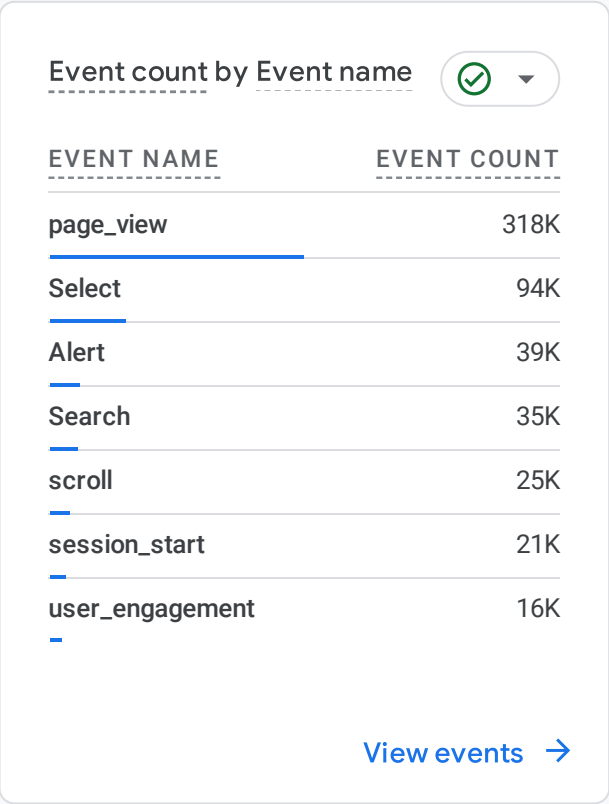 Event count by Event name
EVENT NAME EVENT COUNT
page_view 318K
Select 94K
Alert 39K
Search 35K
scroll 25K
session_start 21K
user_engagement 16K
View events →